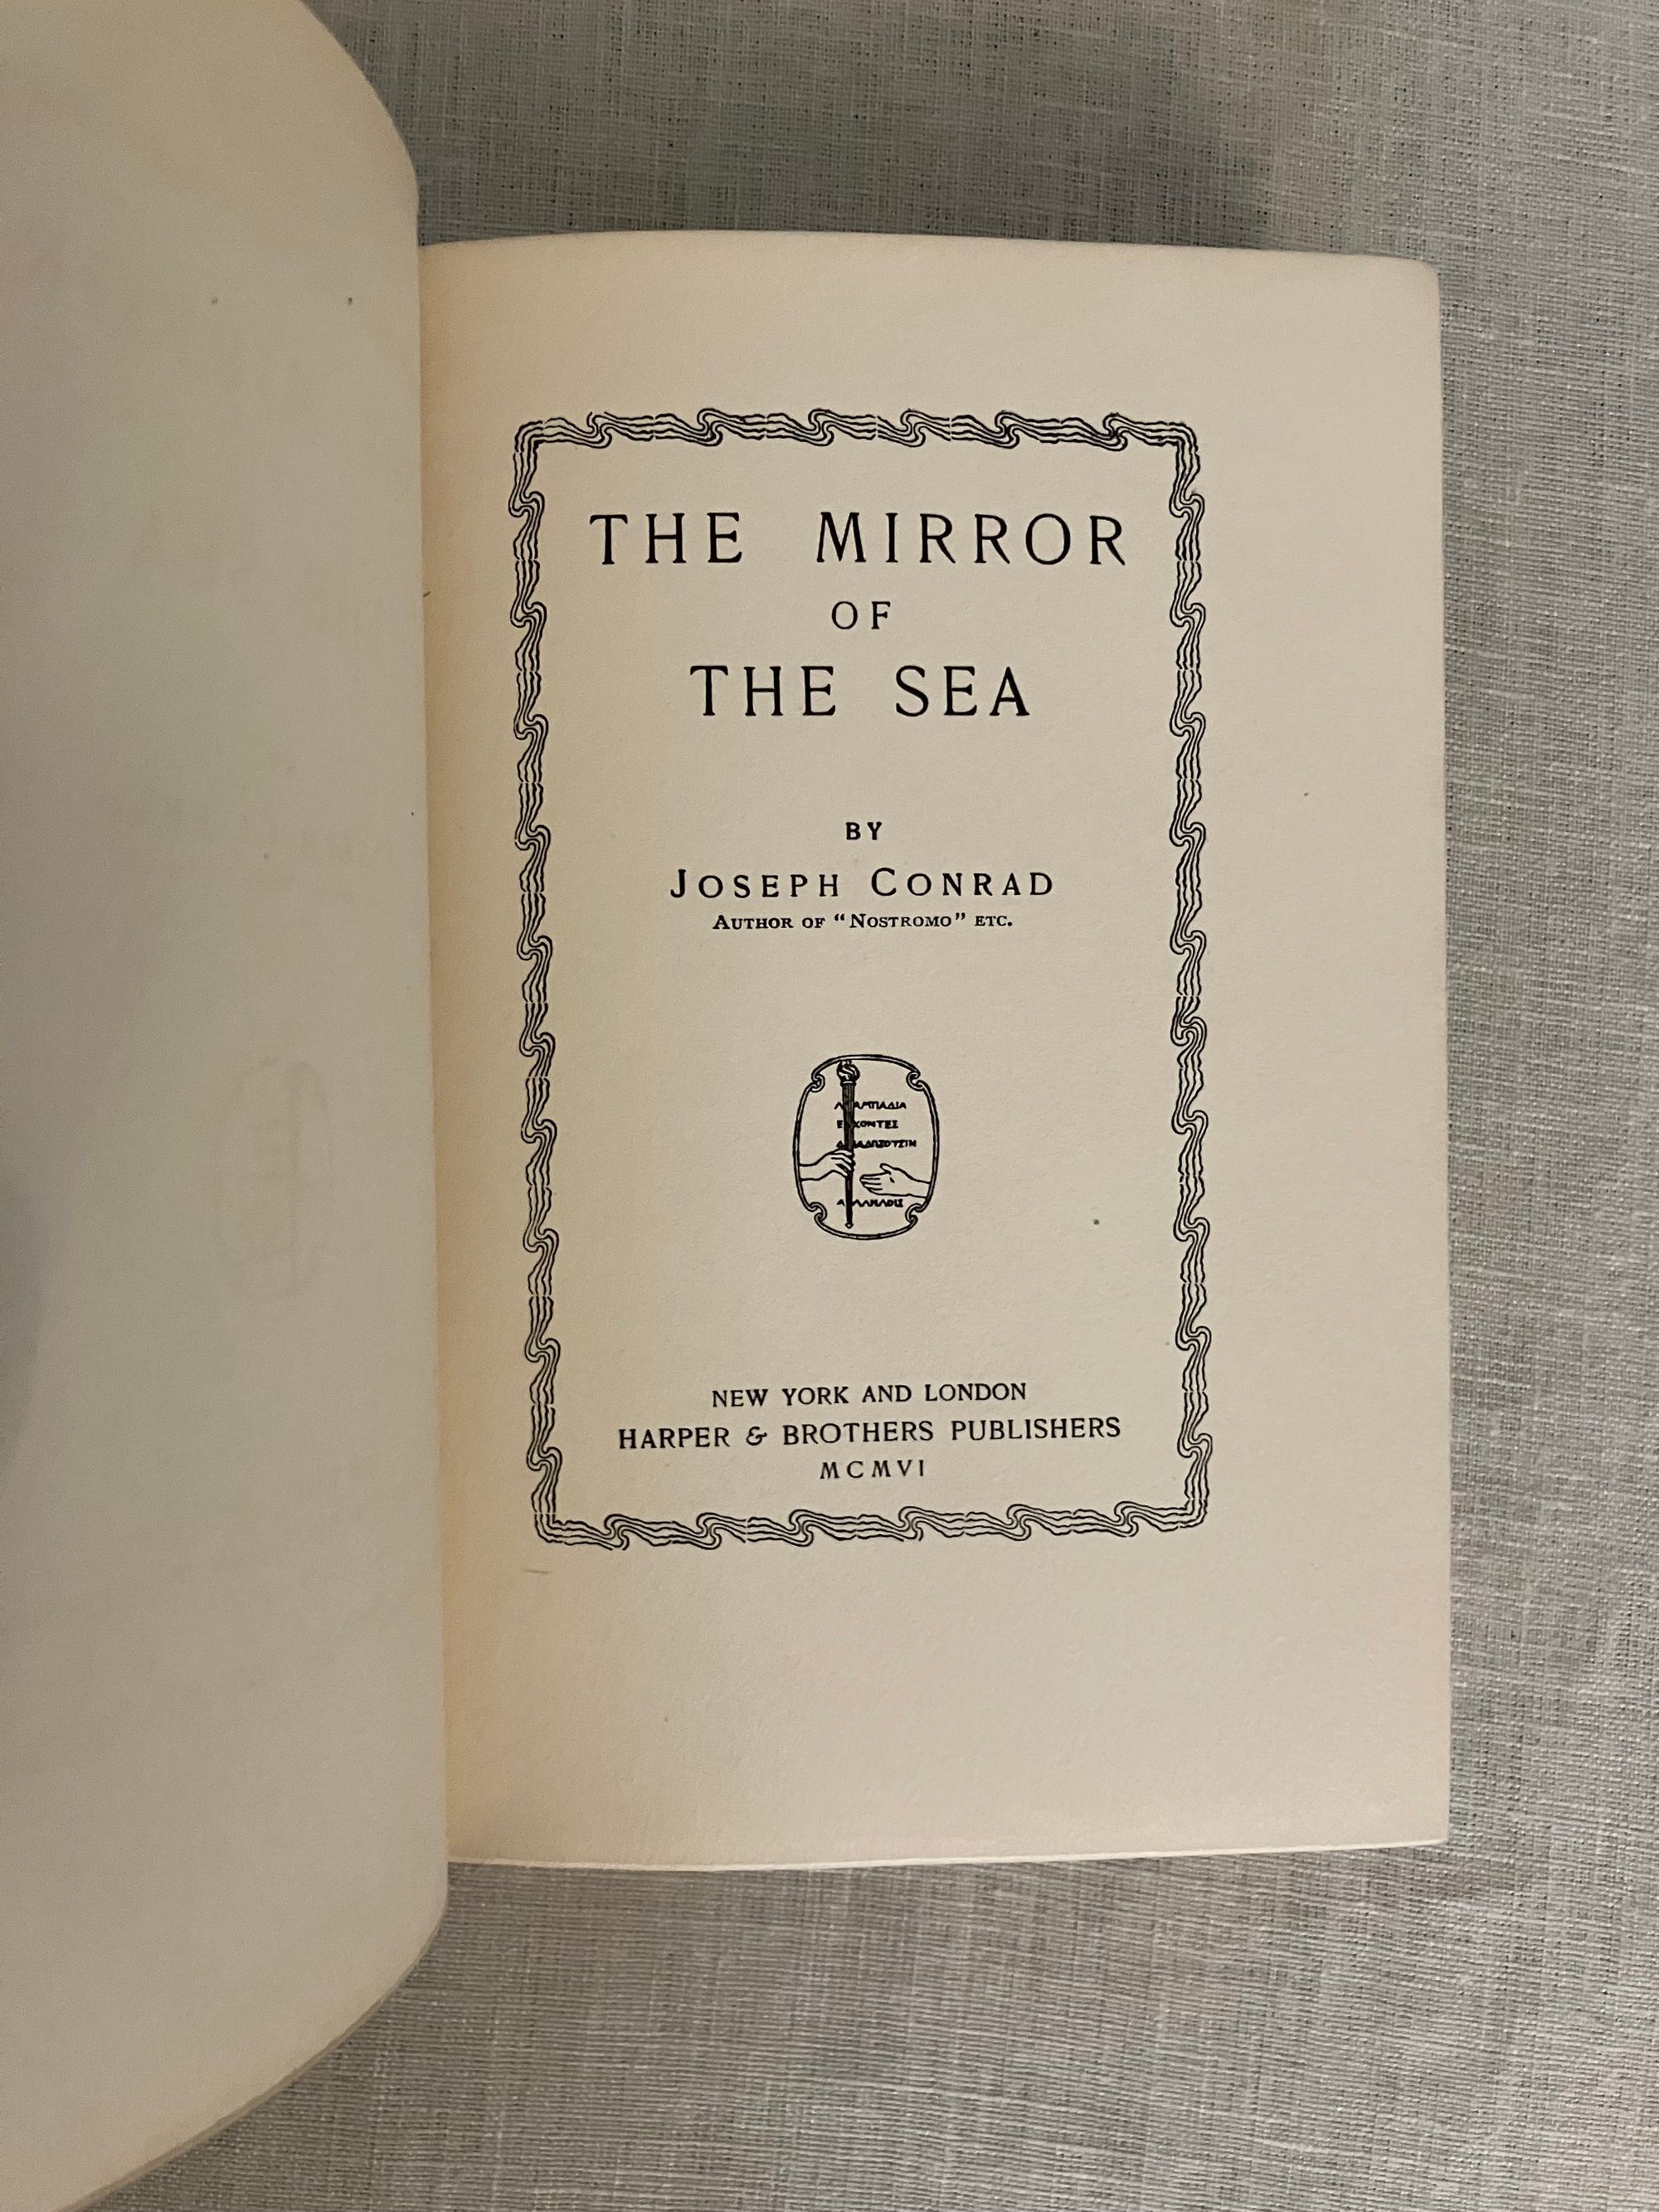 THE MIRROR
OF
THE SEA
BY
JOSEPH CONRAD
AUTHOR OF “NOSTROMO” ETC.
NEW YORK AND LONDON
HARPER & BROTHERS PUBLISHERS
MCMVI